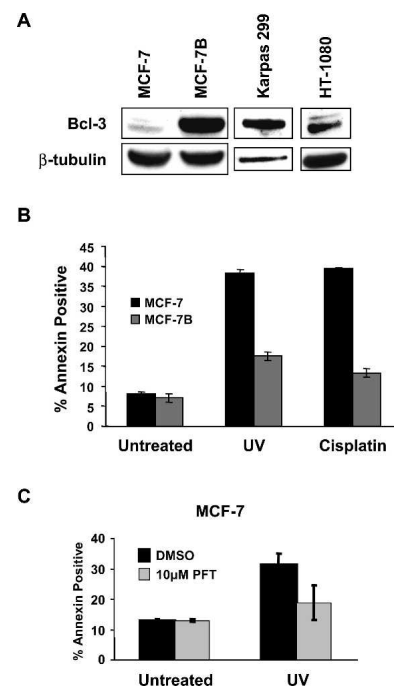 A
MCF-7
MCF-7B
Karpas 299
HT-1080
Bcl-3
β-tubulin
B
% Annexin Positive
45
40
35
30
25
20
15
10
5
0
MCF-7
MCF-7B
Untreated
UV
Cisplatin
C
MCF-7
% Annexin Positive
40
30
20
10
0
DMSO
10μM PFT
Untreated
UV